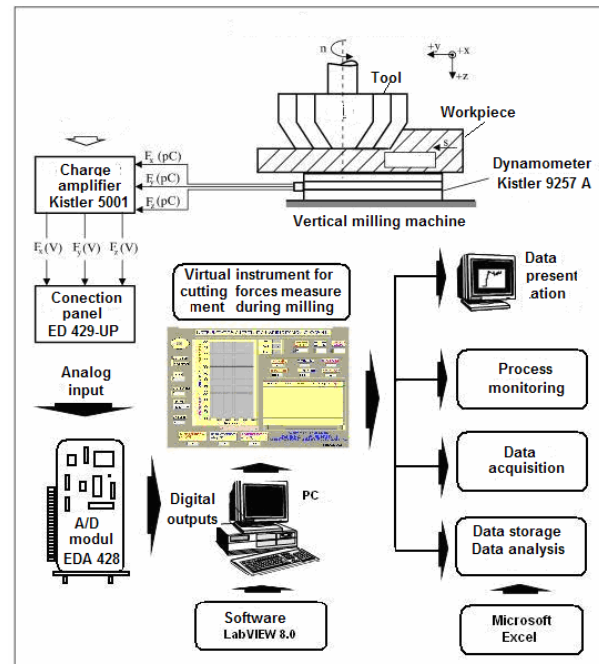 n
+y
+x
+z
Tool
Workpiece
s
Dynamometer
Kistler 9257 A
Vertical milling machine
Fx (pC)
Fy (pC)
Fz (pC)
Charge
amplifier
Kistler 5001
Fx(V) Fy(V) Fz(V)
Conection
panel
ED 429-UP
Analog
input
A/D
modul
EDA 428
Digital
outputs
Virtual instrument for
cutting forces measure
ment during milling
PC
Software
LabVIEW 8.0
Data
present
ation
Process
monitoring
Data
acquisition
Data storage
Data analysis
Microsoft
Excel